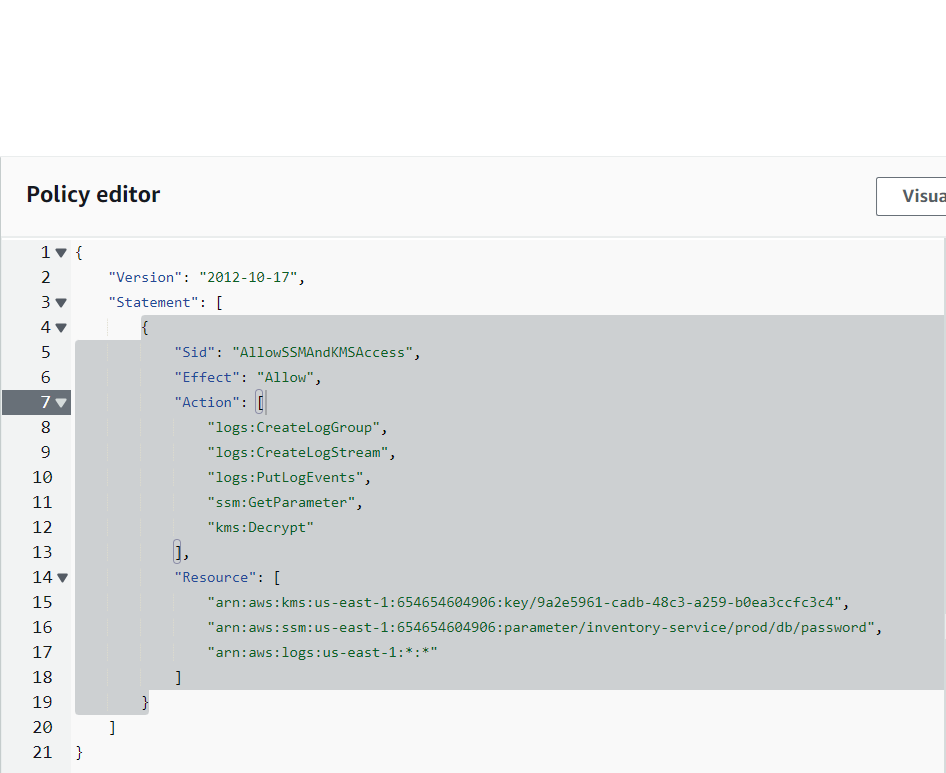 Policy editor
Visua
1 {
2 "Version": "2012-10-17",
3 "Statement": [
4 {
5 "Sid": "AllowSSMAndKMSAccess",
6 "Effect": "Allow",
7 "Action": [
8 "logs:CreateLogGroup",
9 "logs:CreateLogStream",
10 "logs:PutLogEvents",
11 "ssm:GetParameter",
12 "kms:Decrypt"
13 ],
14 "Resource": [
15 "arn:aws:kms:us-east-1:654654604906:key/9a2e5961-cadb-48c3-a259-b0ea3ccfc3c4",
16 "arn:aws:ssm:us-east-1:654654604906:parameter/inventory-service/prod/db/password",
17 "arn:aws:logs:us-east-1:*:*"
18 ]
19 }
20 ]
21 }